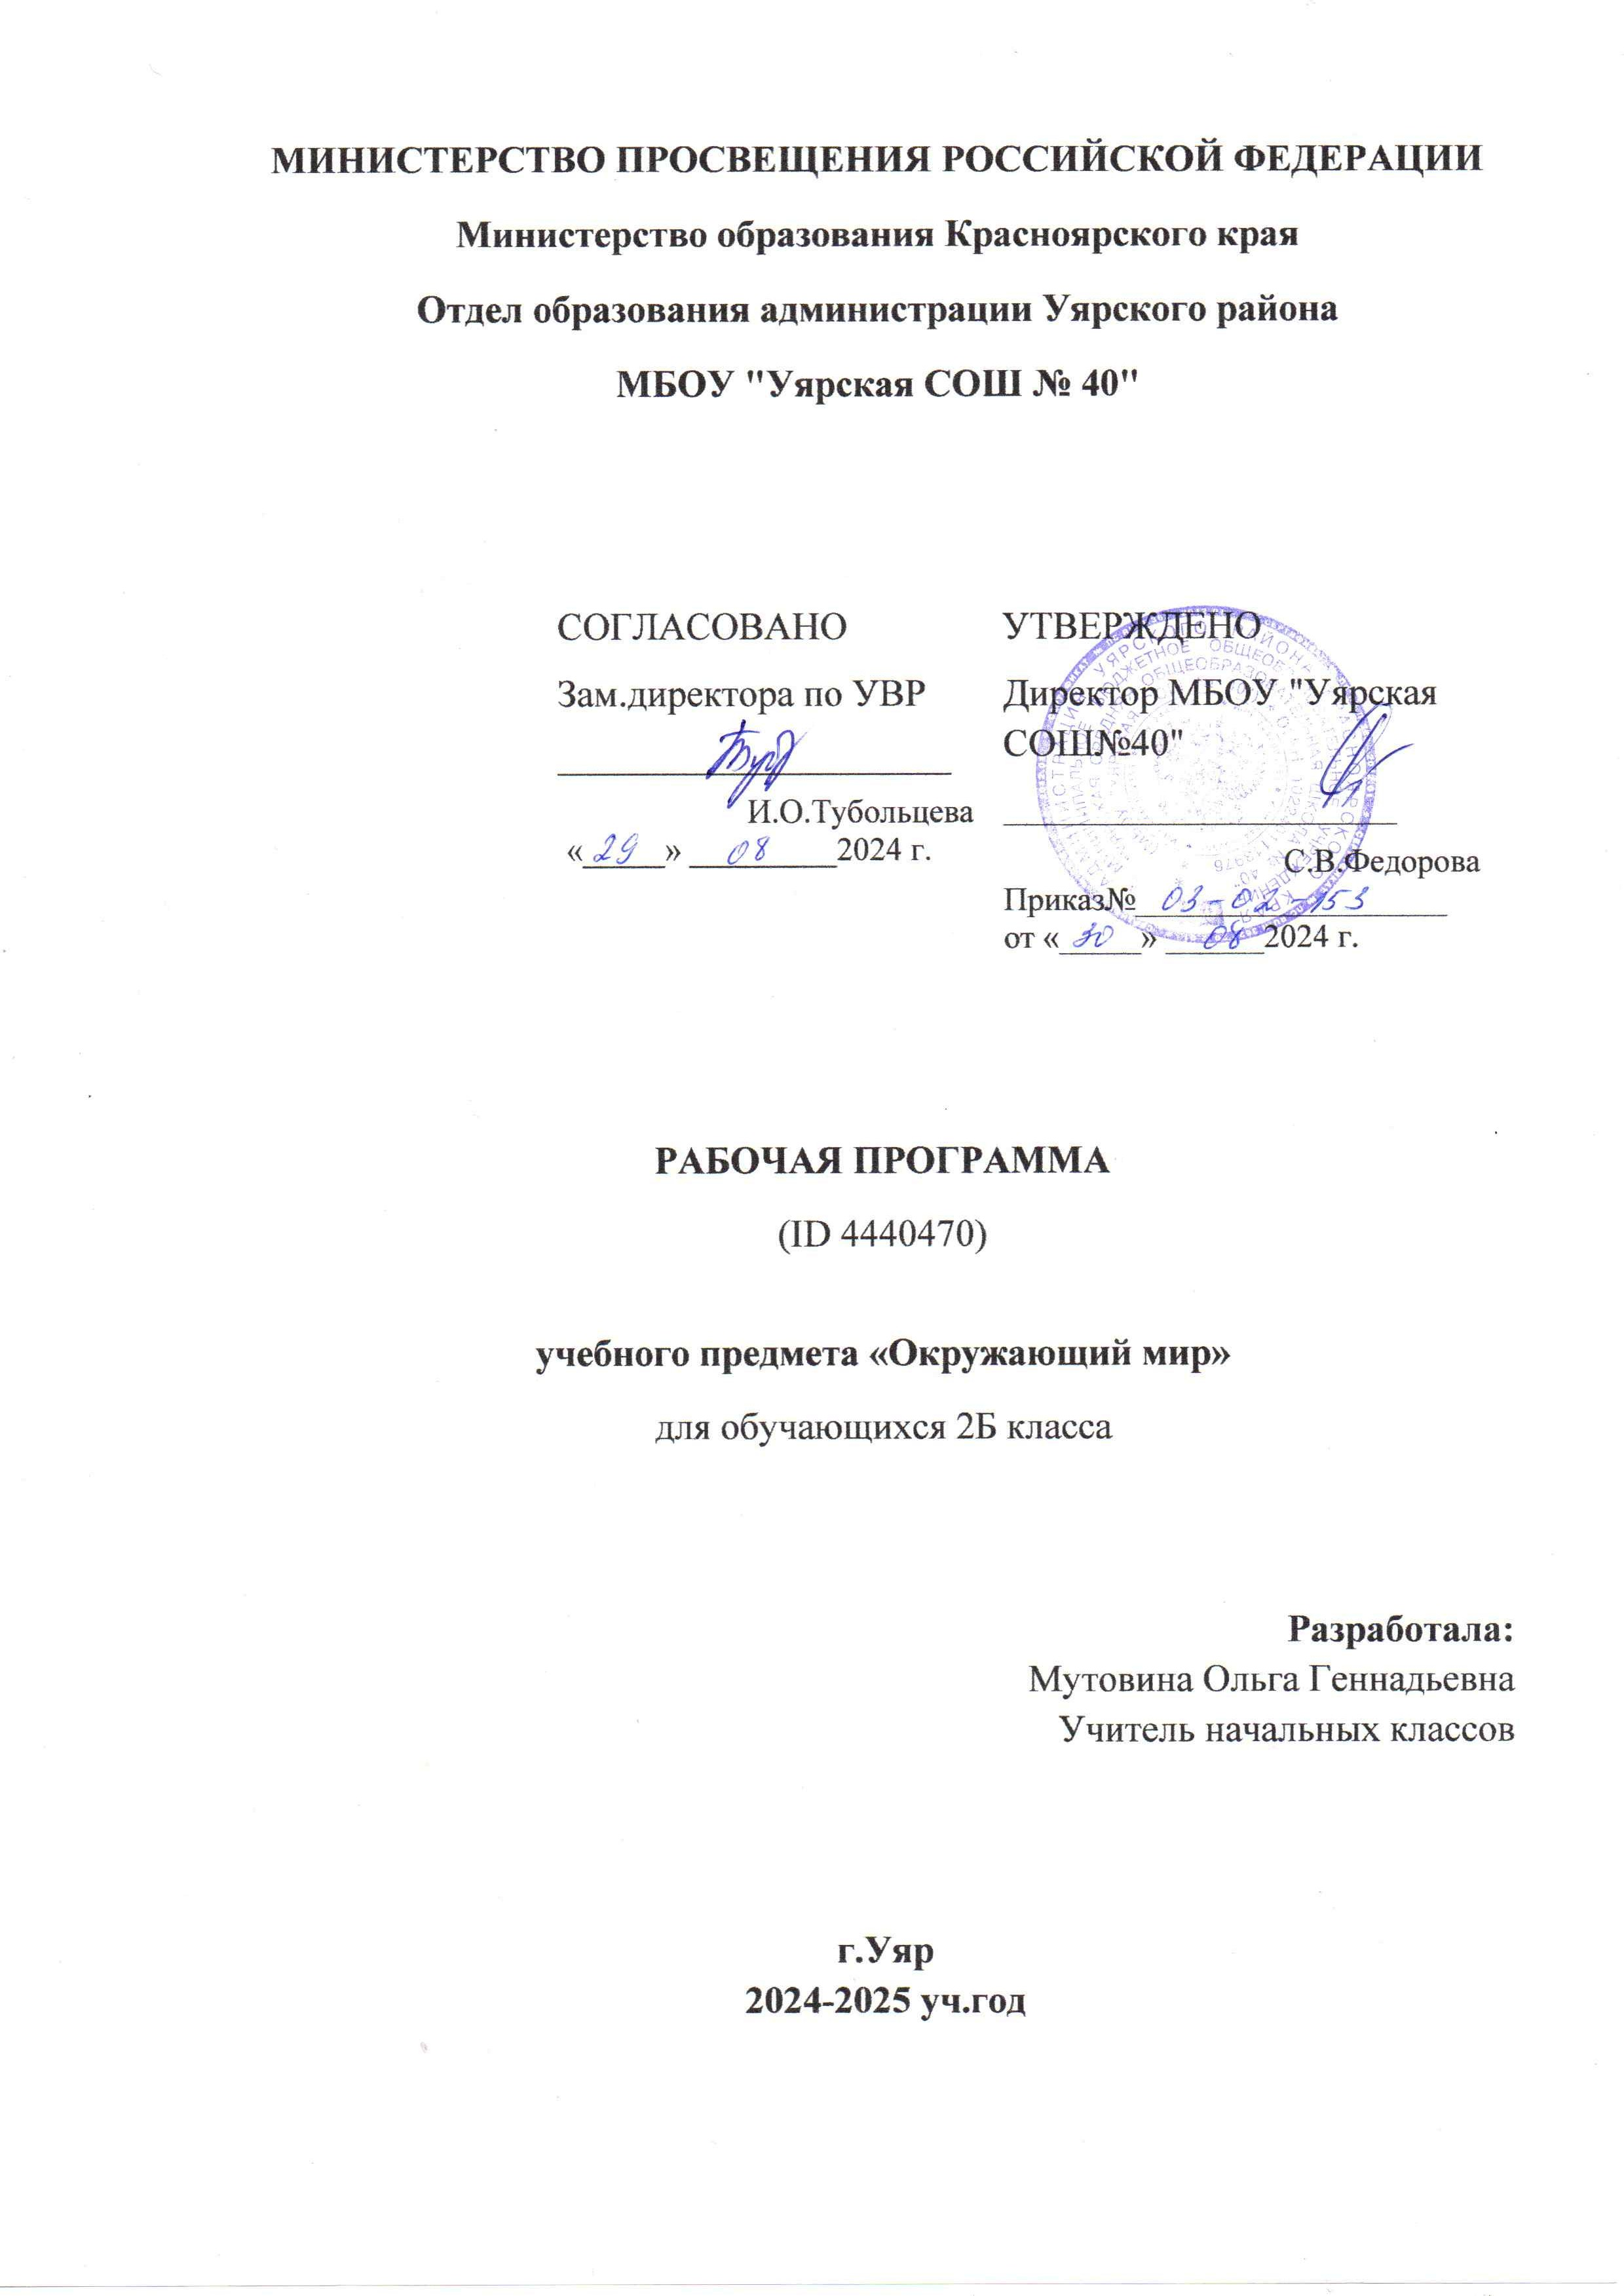 МИНИСТЕРСТВО ПРОСВЕЩЕНИЯ РОССИЙСКОЙ ФЕДЕРАЦИИ
Министерство образования Красноярского края
Отдел образования администрации Уярского района
МБОУ "Уярская СОШ № 40"
СОГЛАСОВАНО
Зам.директора по УВР
И.О.Тубольцева
«29» 08 2024 г.
УТВЕРЖДЕНО
Директор МБОУ "Уярская
СОШ№40"
С.В.Федорова
Приказ№ 03-02-153
от «30» 08 2024 г.
РАБОЧАЯ ПРОГРАММА
(ID 4440470)
учебного предмета «Окружающий мир»
для обучающихся 2Б класса
Разработала:
Мутовина Ольга Геннадьевна
Учитель начальных классов
г.Уяр
2024-2025 уч.год